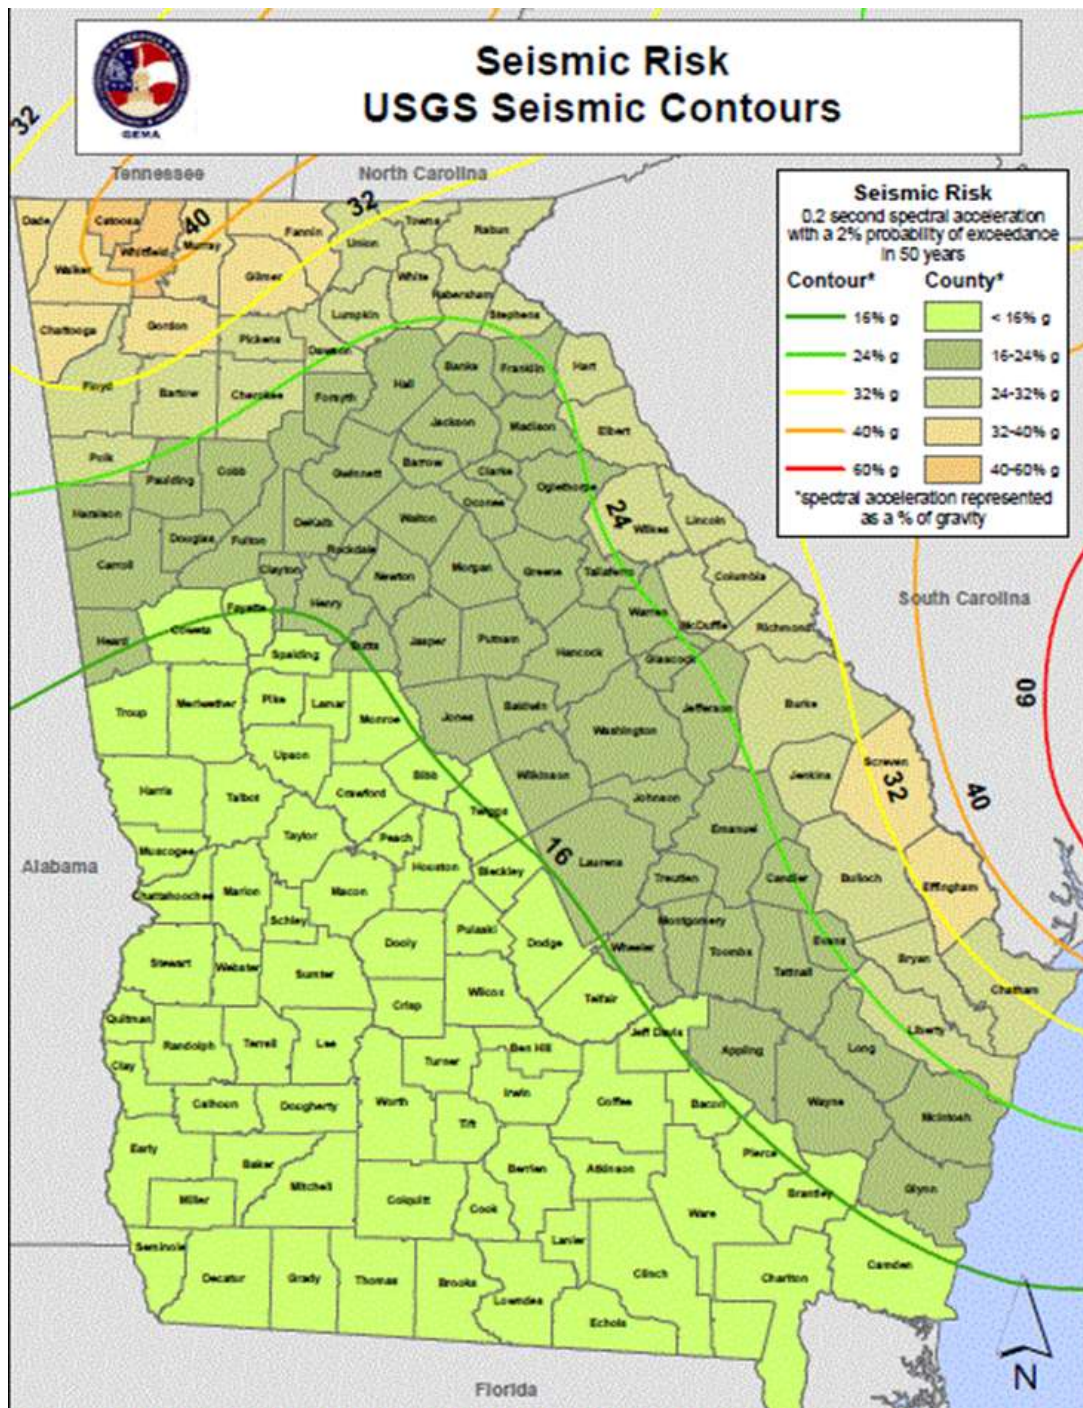 Seismic Risk
USGS Seismic Contours
GEMA
32
Tennessee
North Carolina
Seismic Risk
0.2 second spectral acceleration
with a 2% probability of exceedance
in 50 years
Contour*
County*
16% g
< 16% g
24% g
16-24% g
32% g
24-32% g
40% g
32-40% g
60% g
40-60% g
*spectral acceleration represented
as a % of gravity
Dade
Catoosa
40
32
Fannin
Towns
Rabun
Union
Whitfield
Murray
Walker
Gilmer
White
Habersham
Chattooga
Gordon
Lumpkin
Stephens
Pickens
Dawson
Banks
Franklin
Hart
Floyd
Bartow
Cherokee
Forsyth
Hall
Jackson
Madison
Elbert
Polk
Paulding
Cobb
Gwinnett
Barrow
Clarke
Oconee
Oglethorpe
24
Wilkes
Lincoln
Haralson
Douglas
Fulton
DeKalb
Walton
Rockdale
Carroll
Clayton
Newton
Morgan
Greene
Taliaferro
Columbia
South Carolina
Heard
Coweta
Fayette
Henry
Warren
McDuffie
Richmond
Spalding
Butts
Jasper
Putnam
Hancock
Glascock
60
Troup
Meriwether
Pike
Lamar
Monroe
Jones
Baldwin
Washington
Jefferson
Burke
Upson
Bibb
Wilkinson
Jenkins
Screven
32
40
Harris
Talbot
Crawford
Twiggs
Johnson
Emanuel
Alabama
Muscogee
Taylor
Peach
Houston
Bleckley
16
Laurens
Treutlen
Candler
Bulloch
Effingham
Chattahoochee
Marion
Macon
Schley
Dooly
Pulaski
Dodge
Wheeler
Montgomery
Toombs
Tattnall
Evans
Bryan
Stewart
Webster
Sumter
Crisp
Wilcox
Telfair
Chatham
Quitman
Randolph
Terrell
Lee
Turner
Ben Hill
Jeff Davis
Appling
Long
Liberty
Clay
Calhoun
Dougherty
Worth
Tift
Irwin
Coffee
Bacon
Wayne
McIntosh
Early
Baker
Mitchell
Berrien
Atkinson
Pierce
Miller
Colquitt
Cook
Ware
Brantley
Glynn
Seminole
Lanier
Decatur
Grady
Thomas
Brooks
Lowndes
Clinch
Charlton
Camden
Echols
Florida
N